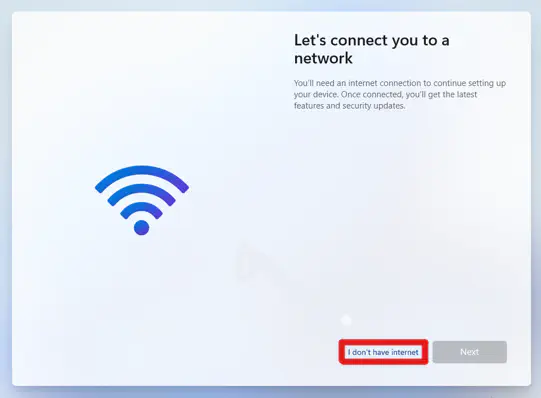 Let's connect you to a
network
You'll need an internet connection to continue setting up
your device. Once connected, you'll get the latest
features and security updates.
I don't have internet
Next